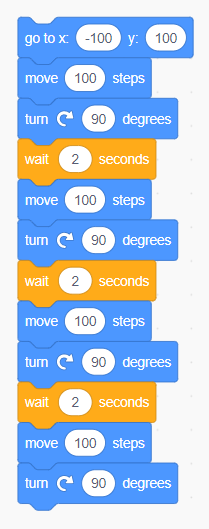 go to x: -100 y: 100
move 100 steps
turn 90 degrees
wait 2 seconds
move 100 steps
turn 90 degrees
wait 2 seconds
move 100 steps
turn 90 degrees
wait 2 seconds
move 100 steps
turn 90 degrees